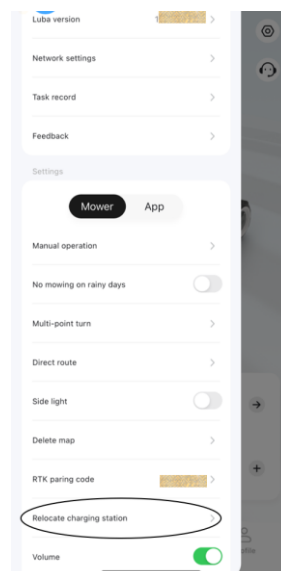 Luba version 1
Network settings
Task record
Feedback
Settings
Mower App
Manual operation
No mowing on rainy days
Multi-point turn
Direct route
Side light
Delete map
RTK paring code
Relocate charging station
Volume